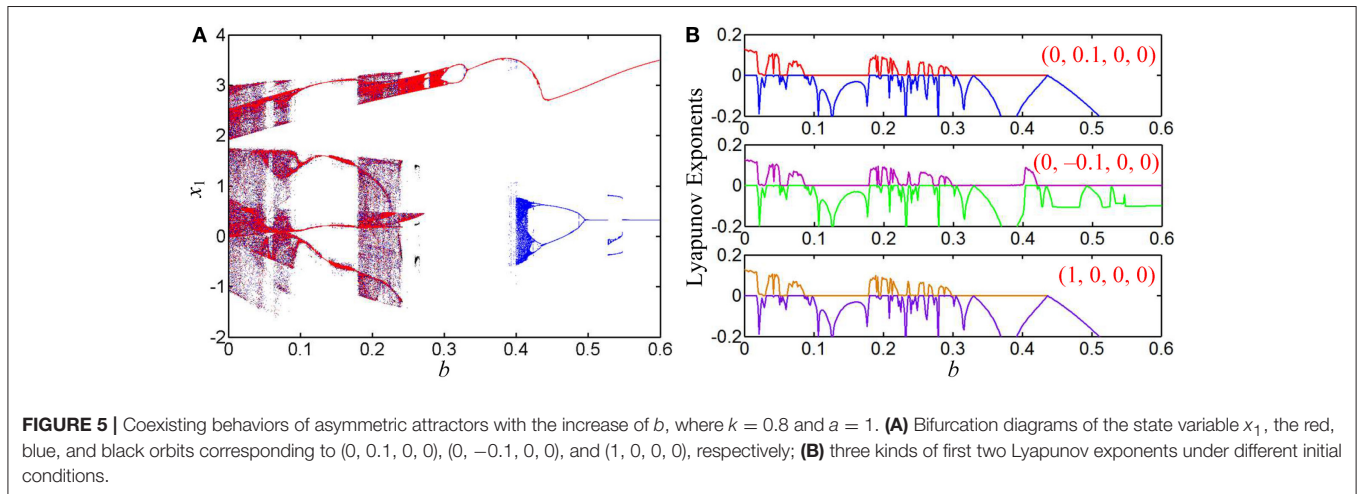 A
4
3
2
1
0
-1
-2
x1
0 0.1 0.2 0.3 0.4 0.5 0.6
b
B
Lyapunov Exponents
0.2
0
-0.2
(0, 0.1, 0, 0)
0 0.1 0.2 0.3 0.4 0.5 0.6
0.2
0
-0.2
(0, –0.1, 0, 0)
0 0.1 0.2 0.3 0.4 0.5 0.6
0.2
0
-0.2
(1, 0, 0, 0)
0 0.1 0.2 0.3 0.4 0.5 0.6
b
FIGURE 5 | Coexisting behaviors of asymmetric attractors with the increase of b, where k = 0.8 and a = 1. (A) Bifurcation diagrams of the state variable x1, the red,
blue, and black orbits corresponding to (0, 0.1, 0, 0), (0, −0.1, 0, 0), and (1, 0, 0, 0), respectively; (B) three kinds of first two Lyapunov exponents under different initial
conditions.